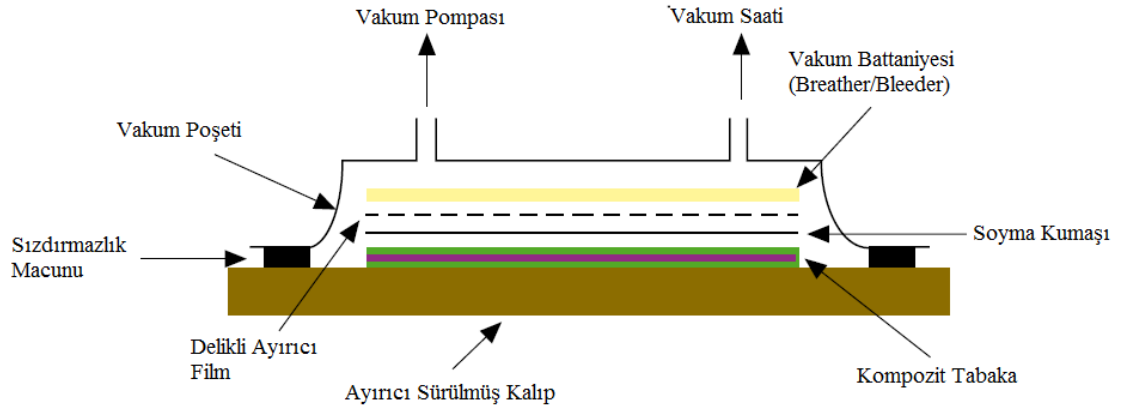 Vakum Pompası
Vakum Saati
Vakum Battaniyesi
(Breather/Bleeder)
Vakum Poşeti
Sızdırmazlık
Macunu
Soyma Kumaşı
Delikli Ayırıcı
Film
Ayırıcı Sürülmüş Kalıp
Kompozit Tabaka